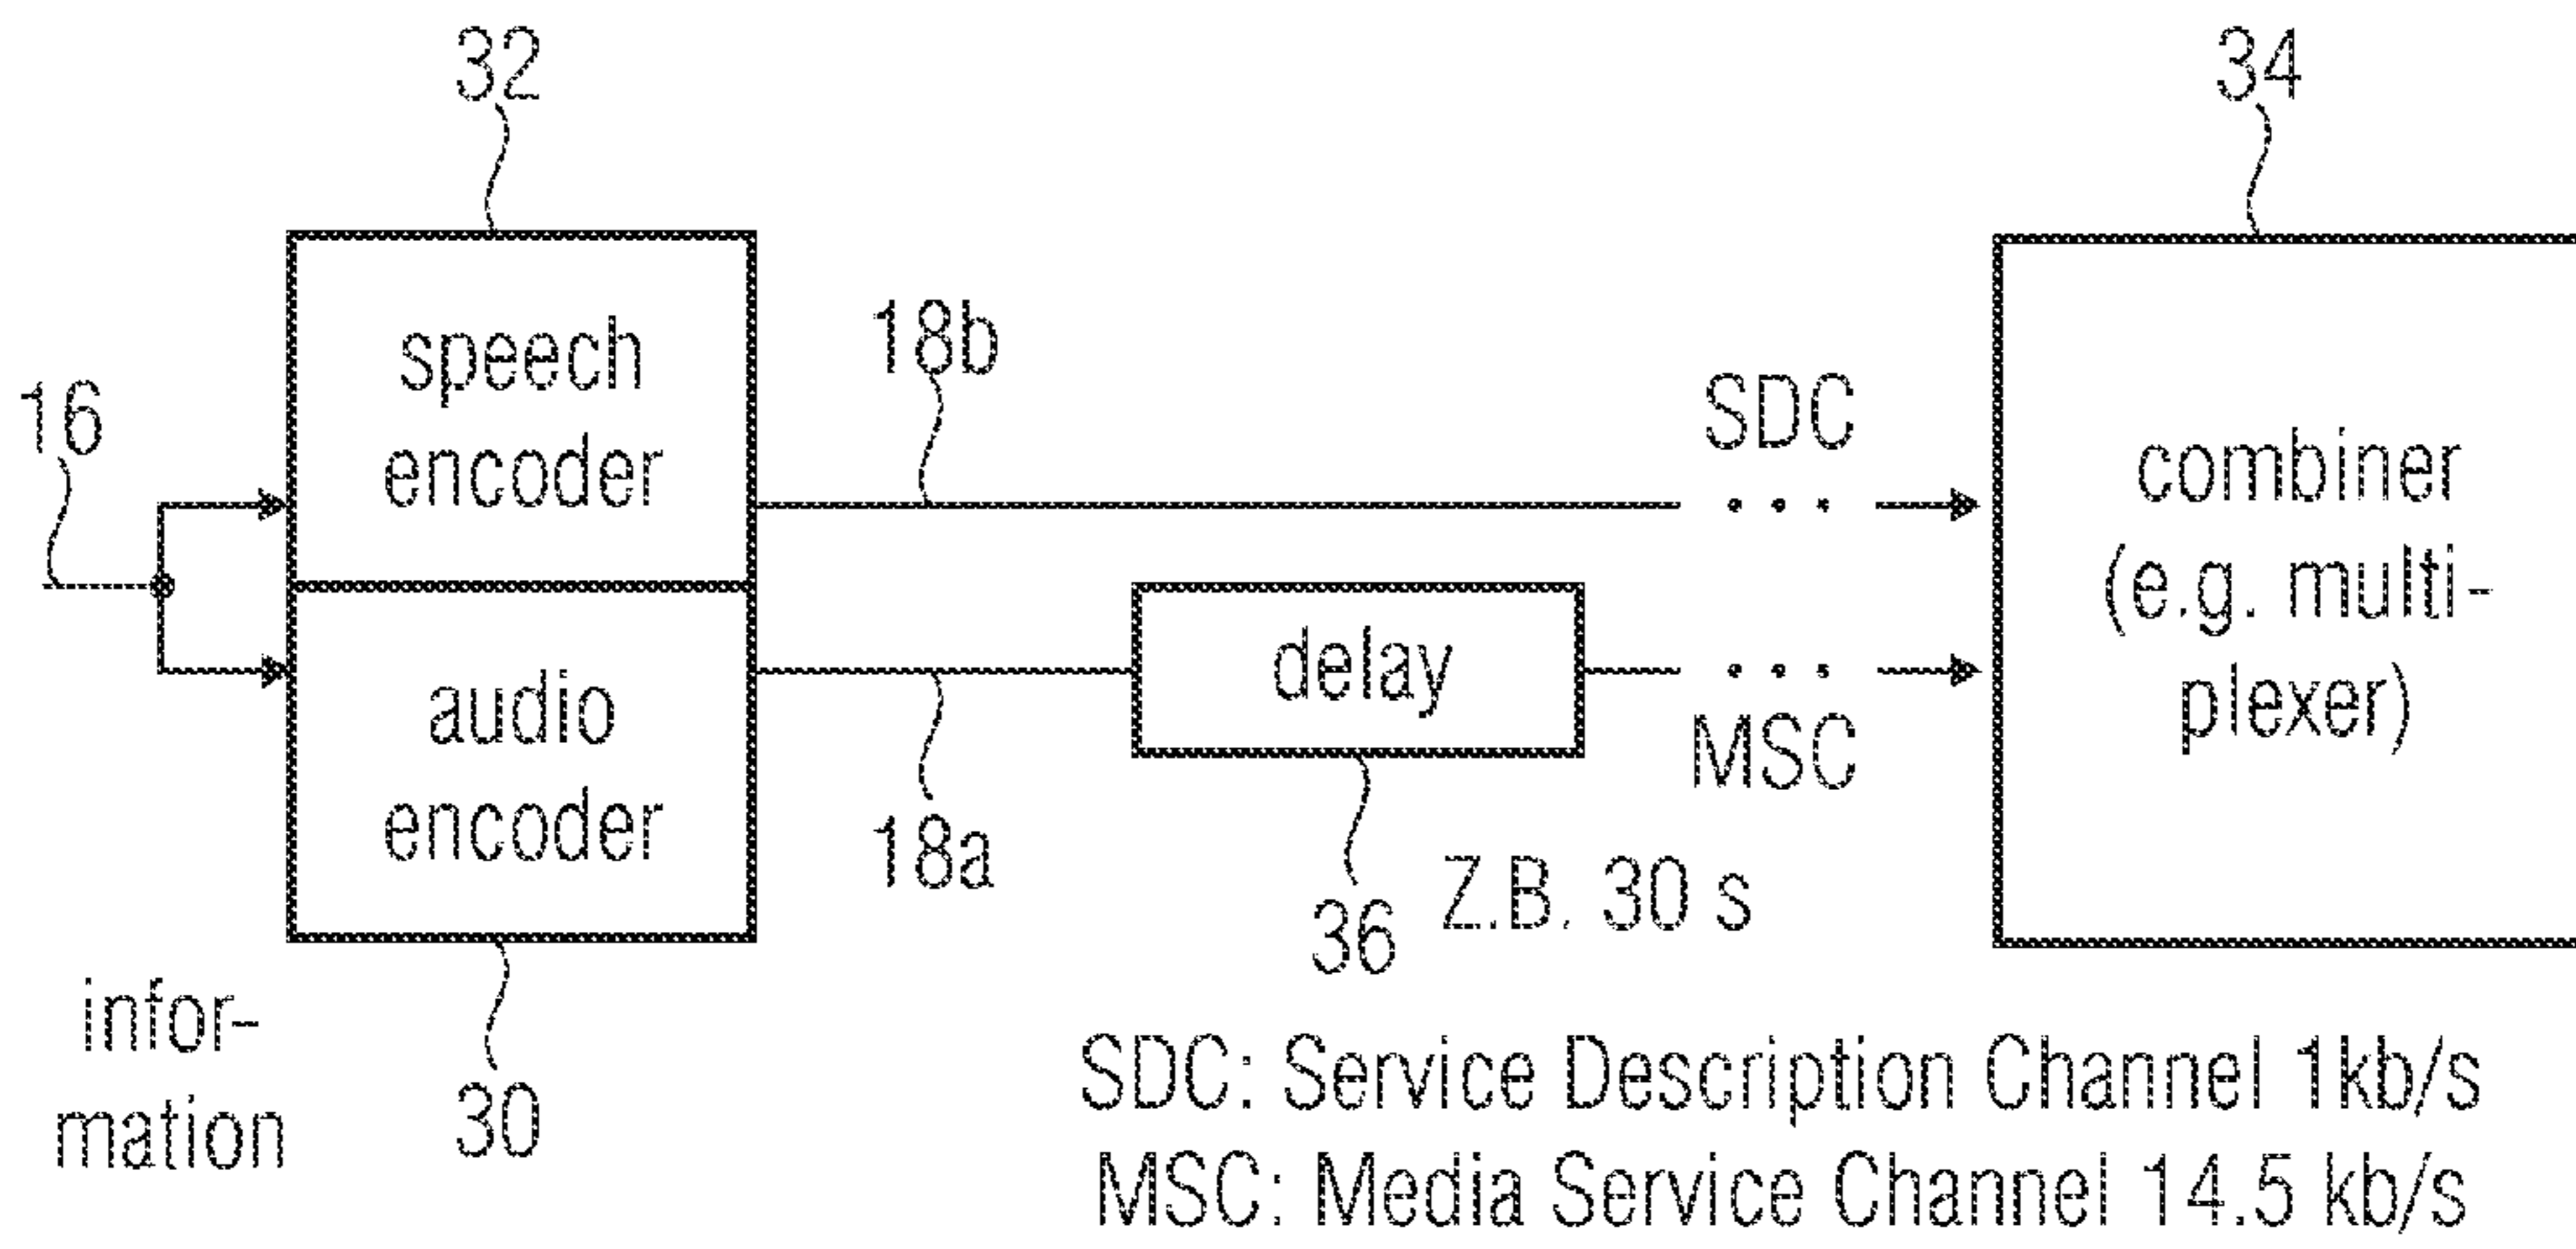 32
34
speech
encoder
18b
16
SDC
combiner
(e.g. multi-
plexer)
audio
encoder
delay
MSC
18a
36
Z.B. 30 s
infor-
mation
30
SDC: Service Description Channel 1kb/s
MSC: Media Service Channel 14.5 kb/s